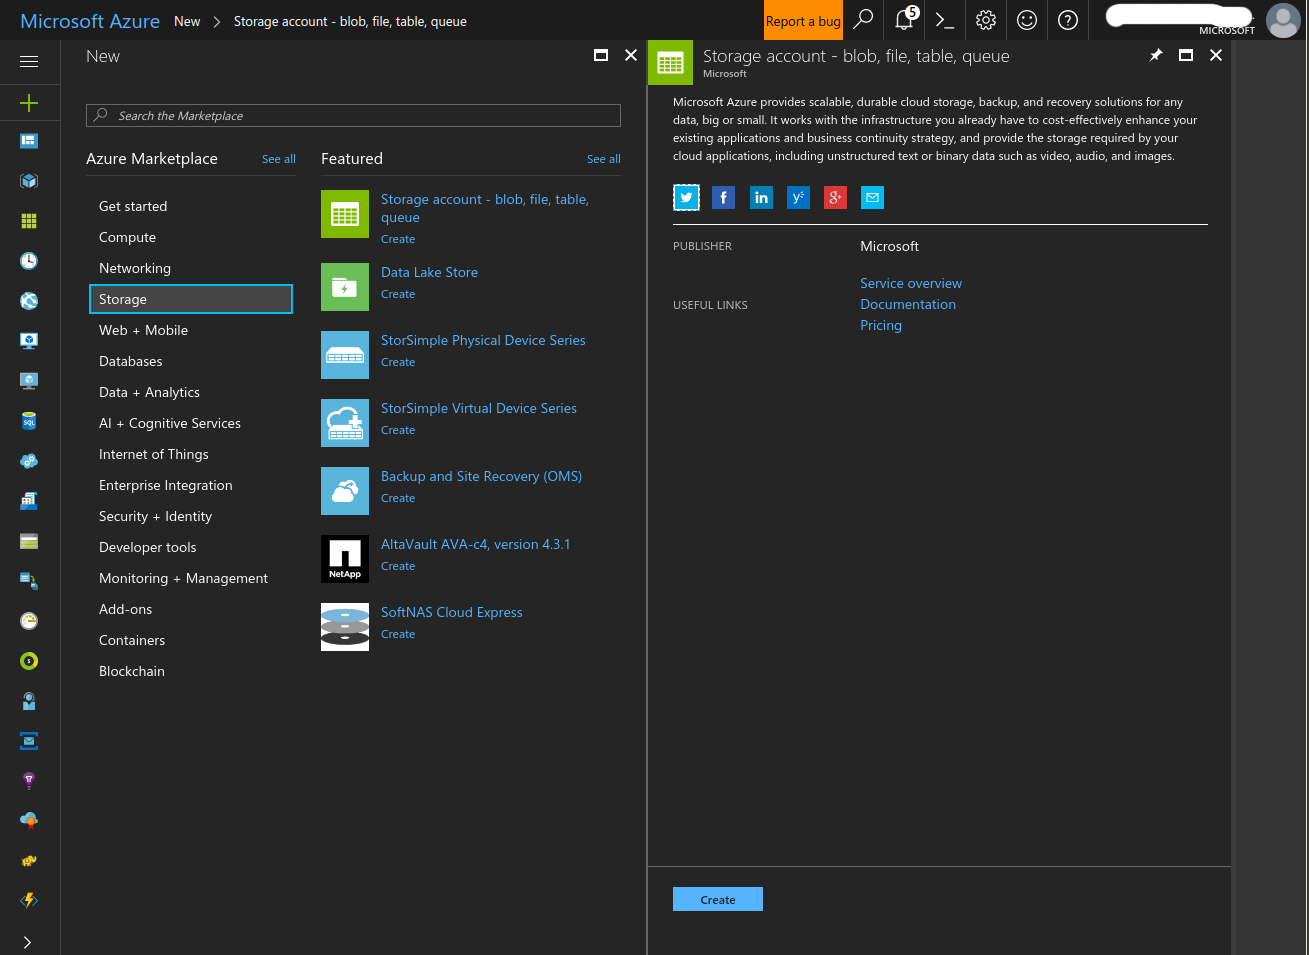 Microsoft Azure New > Storage account - blob, file, table, queue
Report a bug
5
MICROSOFT
New
Search the Marketplace
Azure Marketplace
See all
Get started
Compute
Networking
Storage
Web + Mobile
Databases
Data + Analytics
AI + Cognitive Services
Internet of Things
Enterprise Integration
Security + Identity
Developer tools
Monitoring + Management
Add-ons
Containers
Blockchain
Featured
See all
Storage account - blob, file, table,
queue
Create
Data Lake Store
Create
StorSimple Physical Device Series
Create
StorSimple Virtual Device Series
Create
Backup and Site Recovery (OMS)
Create
NetApp
AltaVault AVA-c4, version 4.3.1
Create
SoftNAS Cloud Express
Create
SQL
Storage account - blob, file, table, queue
Microsoft
Microsoft Azure provides scalable, durable cloud storage, backup, and recovery solutions for any
data, big or small. It works with the infrastructure you already have to cost-effectively enhance your
existing applications and business continuity strategy, and provide the storage required by your
cloud applications, including unstructured text or binary data such as video, audio, and images.
PUBLISHER
Microsoft
USEFUL LINKS
Service overview
Documentation
Pricing
Create